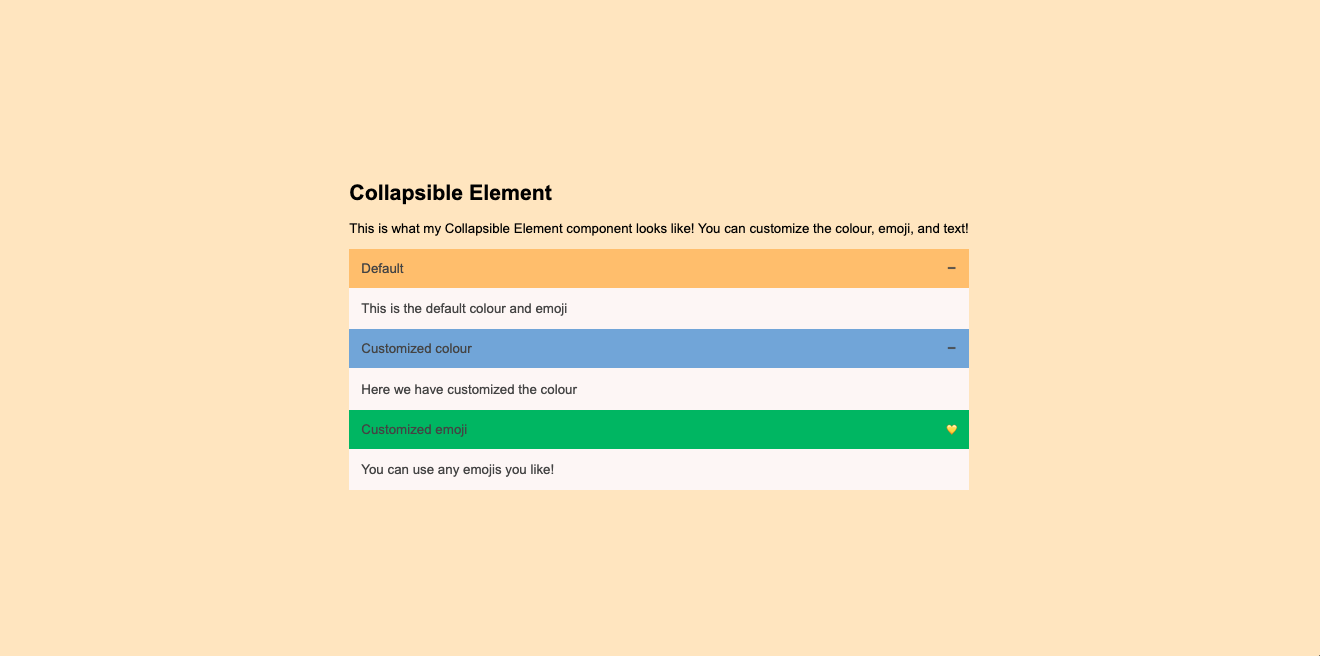 Collapsible Element
This is what my Collapsible Element component looks like! You can customize the colour, emoji, and text!
Default −
This is the default colour and emoji
Customized colour −
Here we have customized the colour
Customized emoji 💛
You can use any emojis you like!